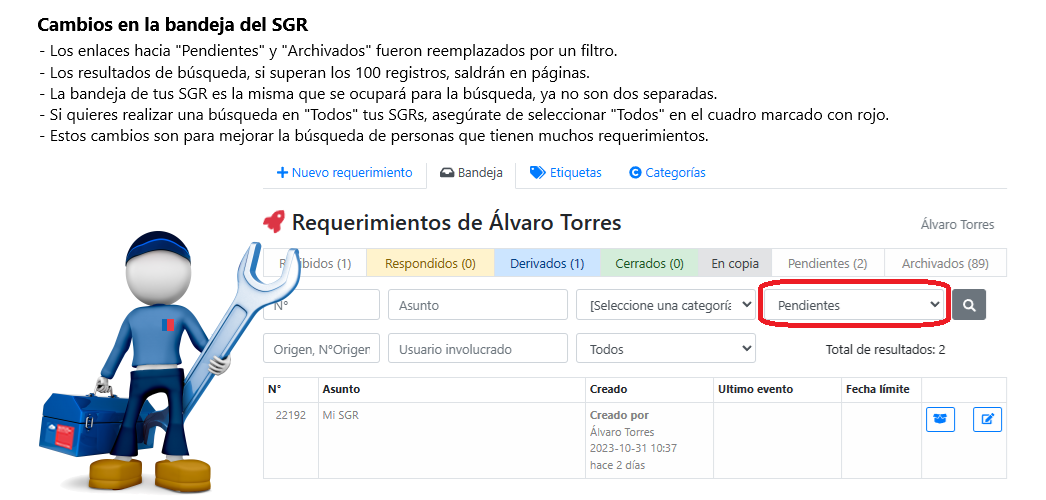 Cambios en la bandeja del SGR
- Los enlaces hacia "Pendientes" y "Archivados" fueron reemplazados por un filtro.
- Los resultados de búsqueda, si superan los 100 registros, saldrán en páginas.
- La bandeja de tus SGR es la misma que se ocupará para la búsqueda, ya no son dos separadas.
- Si quieres realizar una búsqueda en "Todos" tus SGRs, asegúrate de seleccionar "Todos" en el cuadro marcado con rojo.
- Estos cambios son para mejorar la búsqueda de personas que tienen muchos requerimientos.
Nuevo requerimiento Bandeja Etiquetas Categorías
Requerimientos de Álvaro Torres Álvaro Torres
(1) Respondidos (0) Derivados (1) Cerrados (0) En copia Pendientes (2) Archivados (89)
N° Asunto [Seleccione una categoría Pendientes
Origen, N°Origen Usuario involucrado Todos Total de resultados: 2
N° Asunto Creado Ultimo evento Fecha límite
22192 Mi SGR Creado por
Álvaro Torres
2023-10-31 10:37
hace 2 días